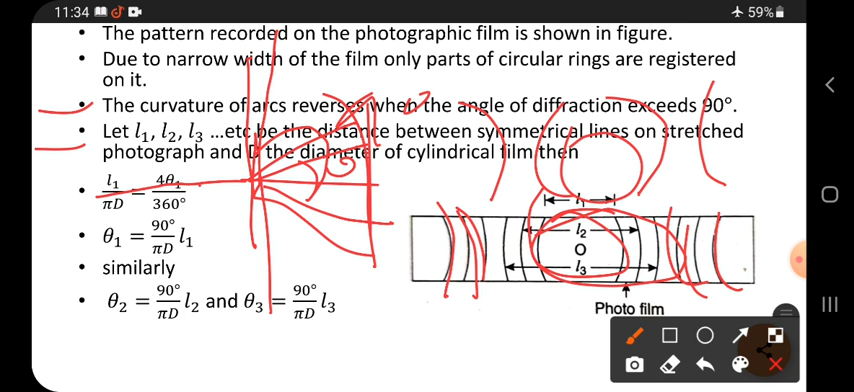 11:34 59%
• The pattern recorded on the photographic film is shown in figure.
• Due to narrow width of the film only parts of circular rings are registered
on it.
• The curvature of arcs reverses when the angle of diffraction exceeds 90°.
• Let l₁, l₂, l₃ ...etc be the distance between symmetrical lines on stretched
photograph and D the diameter of cylindrical film then
• l₁/πD = 4θ₁/360°
• θ₁ = 90°/πD l₁
• similarly
• θ₂ = 90°/πD l₂ and θ₃ = 90°/πD l₃
l₂
O
l₃
Photo film